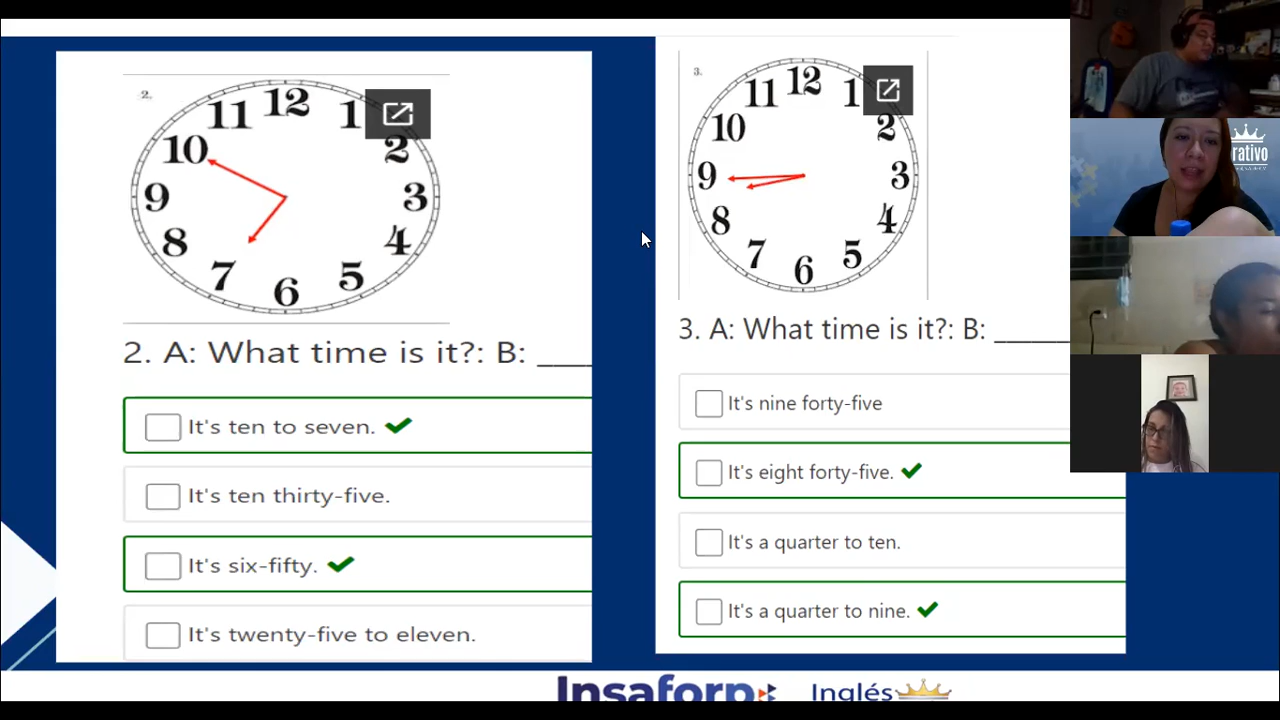 2.
12
11
1
10
2
9
3
8
4
7
5
6
2. A: What time is it?: B: ____
It's ten to seven.
It's ten thirty-five.
It's six-fifty.
It's twenty-five to eleven.
3.
12
11
1
10
2
9
3
8
4
7
5
6
3. A: What time is it?: B: _____
It's nine forty-five
It's eight forty-five.
It's a quarter to ten.
It's a quarter to nine.
rativo
Insaforp
Inglés